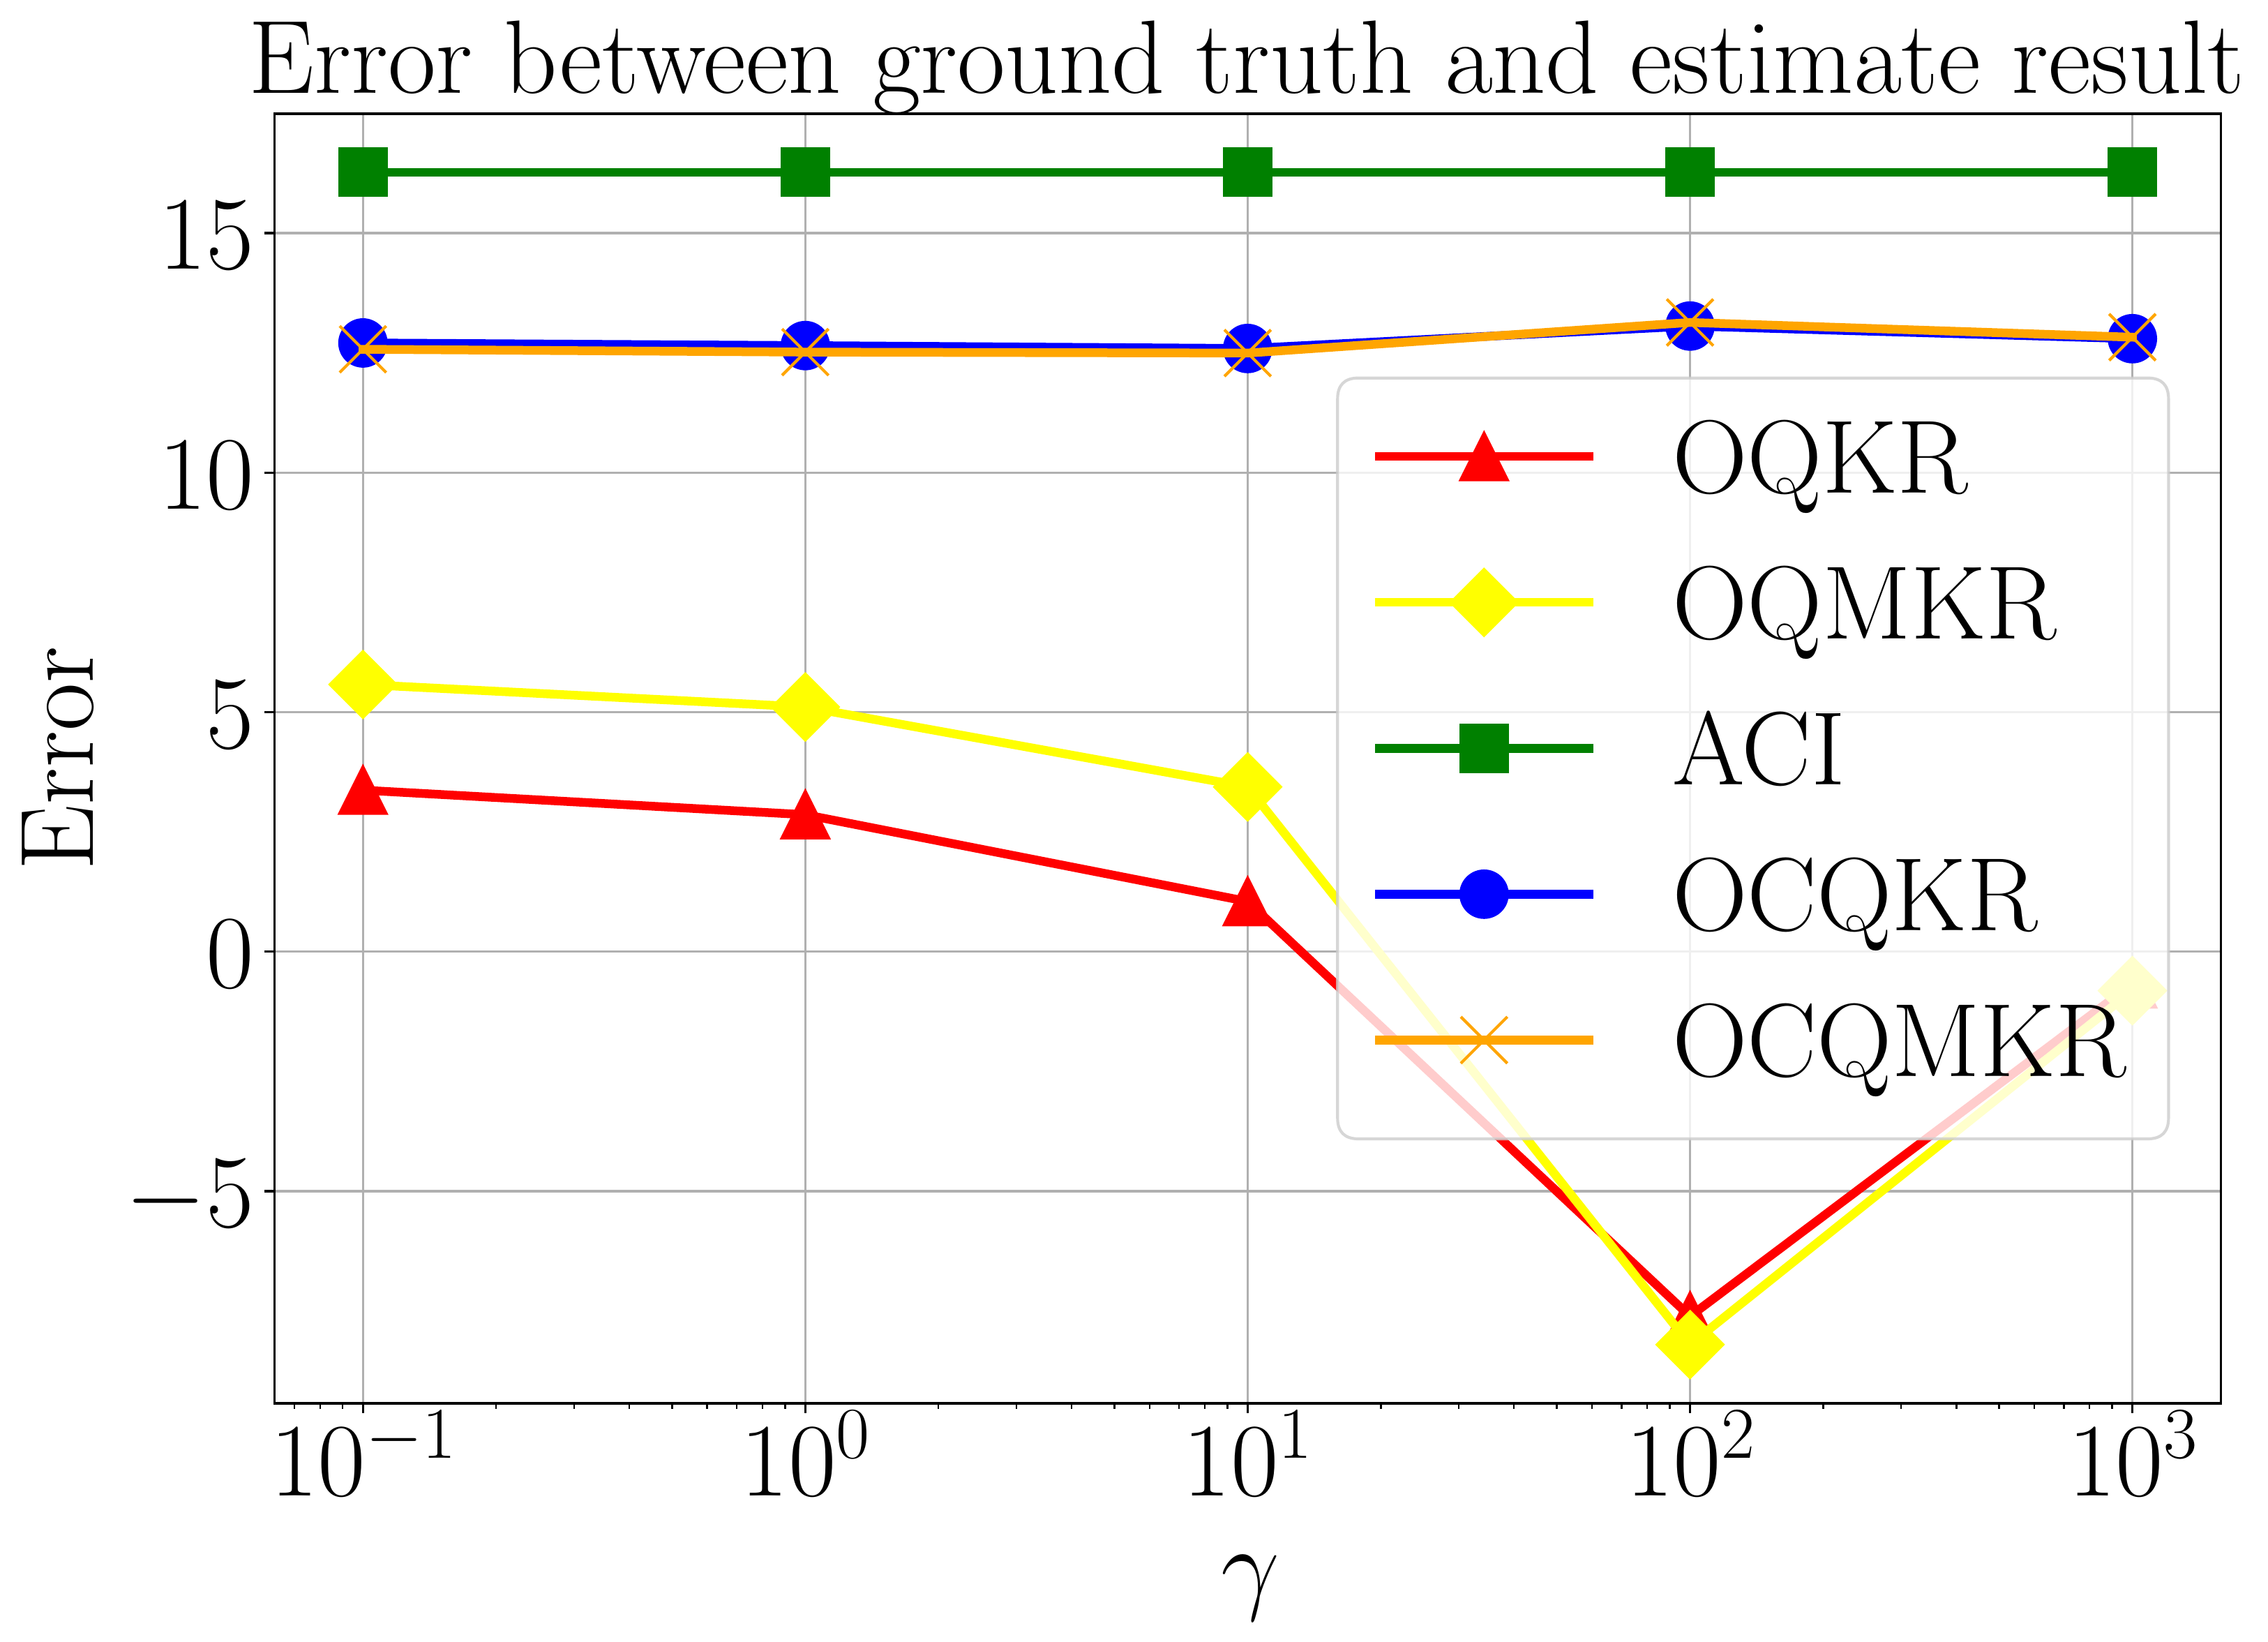 Error between ground truth and estimate result
Error
15
10
5
0
−5
OQKR
OQMKR
ACI
OCQKR
OCQMKR
10⁻¹ 10⁰ 10¹ 10² 10³
γ